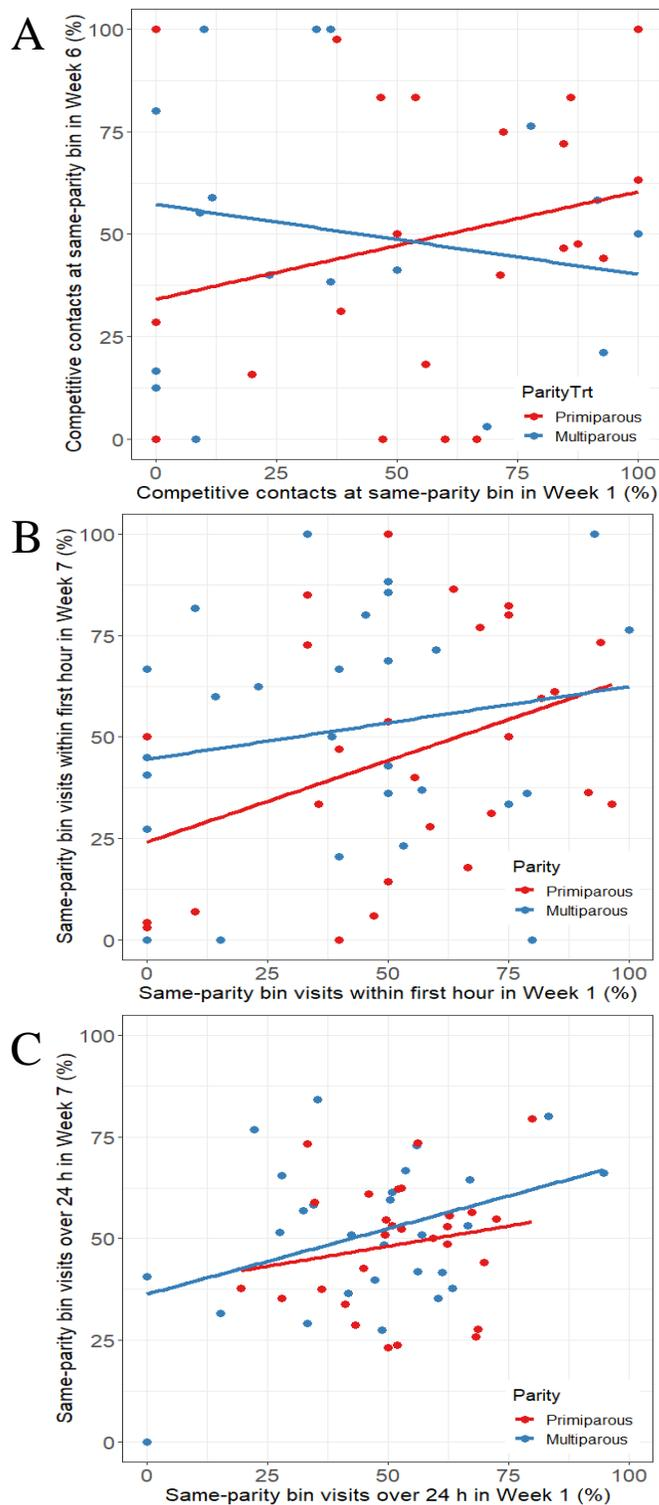 A
Competitive contacts at same-parity bin in Week 6 (%)
100
75
50
25
0
ParityTrt
Primiparous
Multiparous
0 25 50 75 100
Competitive contacts at same-parity bin in Week 1 (%)
B
Same-parity bin visits within first hour in Week 7 (%)
100
75
50
25
0
Parity
Primiparous
Multiparous
0 25 50 75 100
Same-parity bin visits within first hour in Week 1 (%)
C
Same-parity bin visits over 24 h in Week 7 (%)
100
75
50
25
0
Parity
Primiparous
Multiparous
0 25 50 75 100
Same-parity bin visits over 24 h in Week 1 (%)